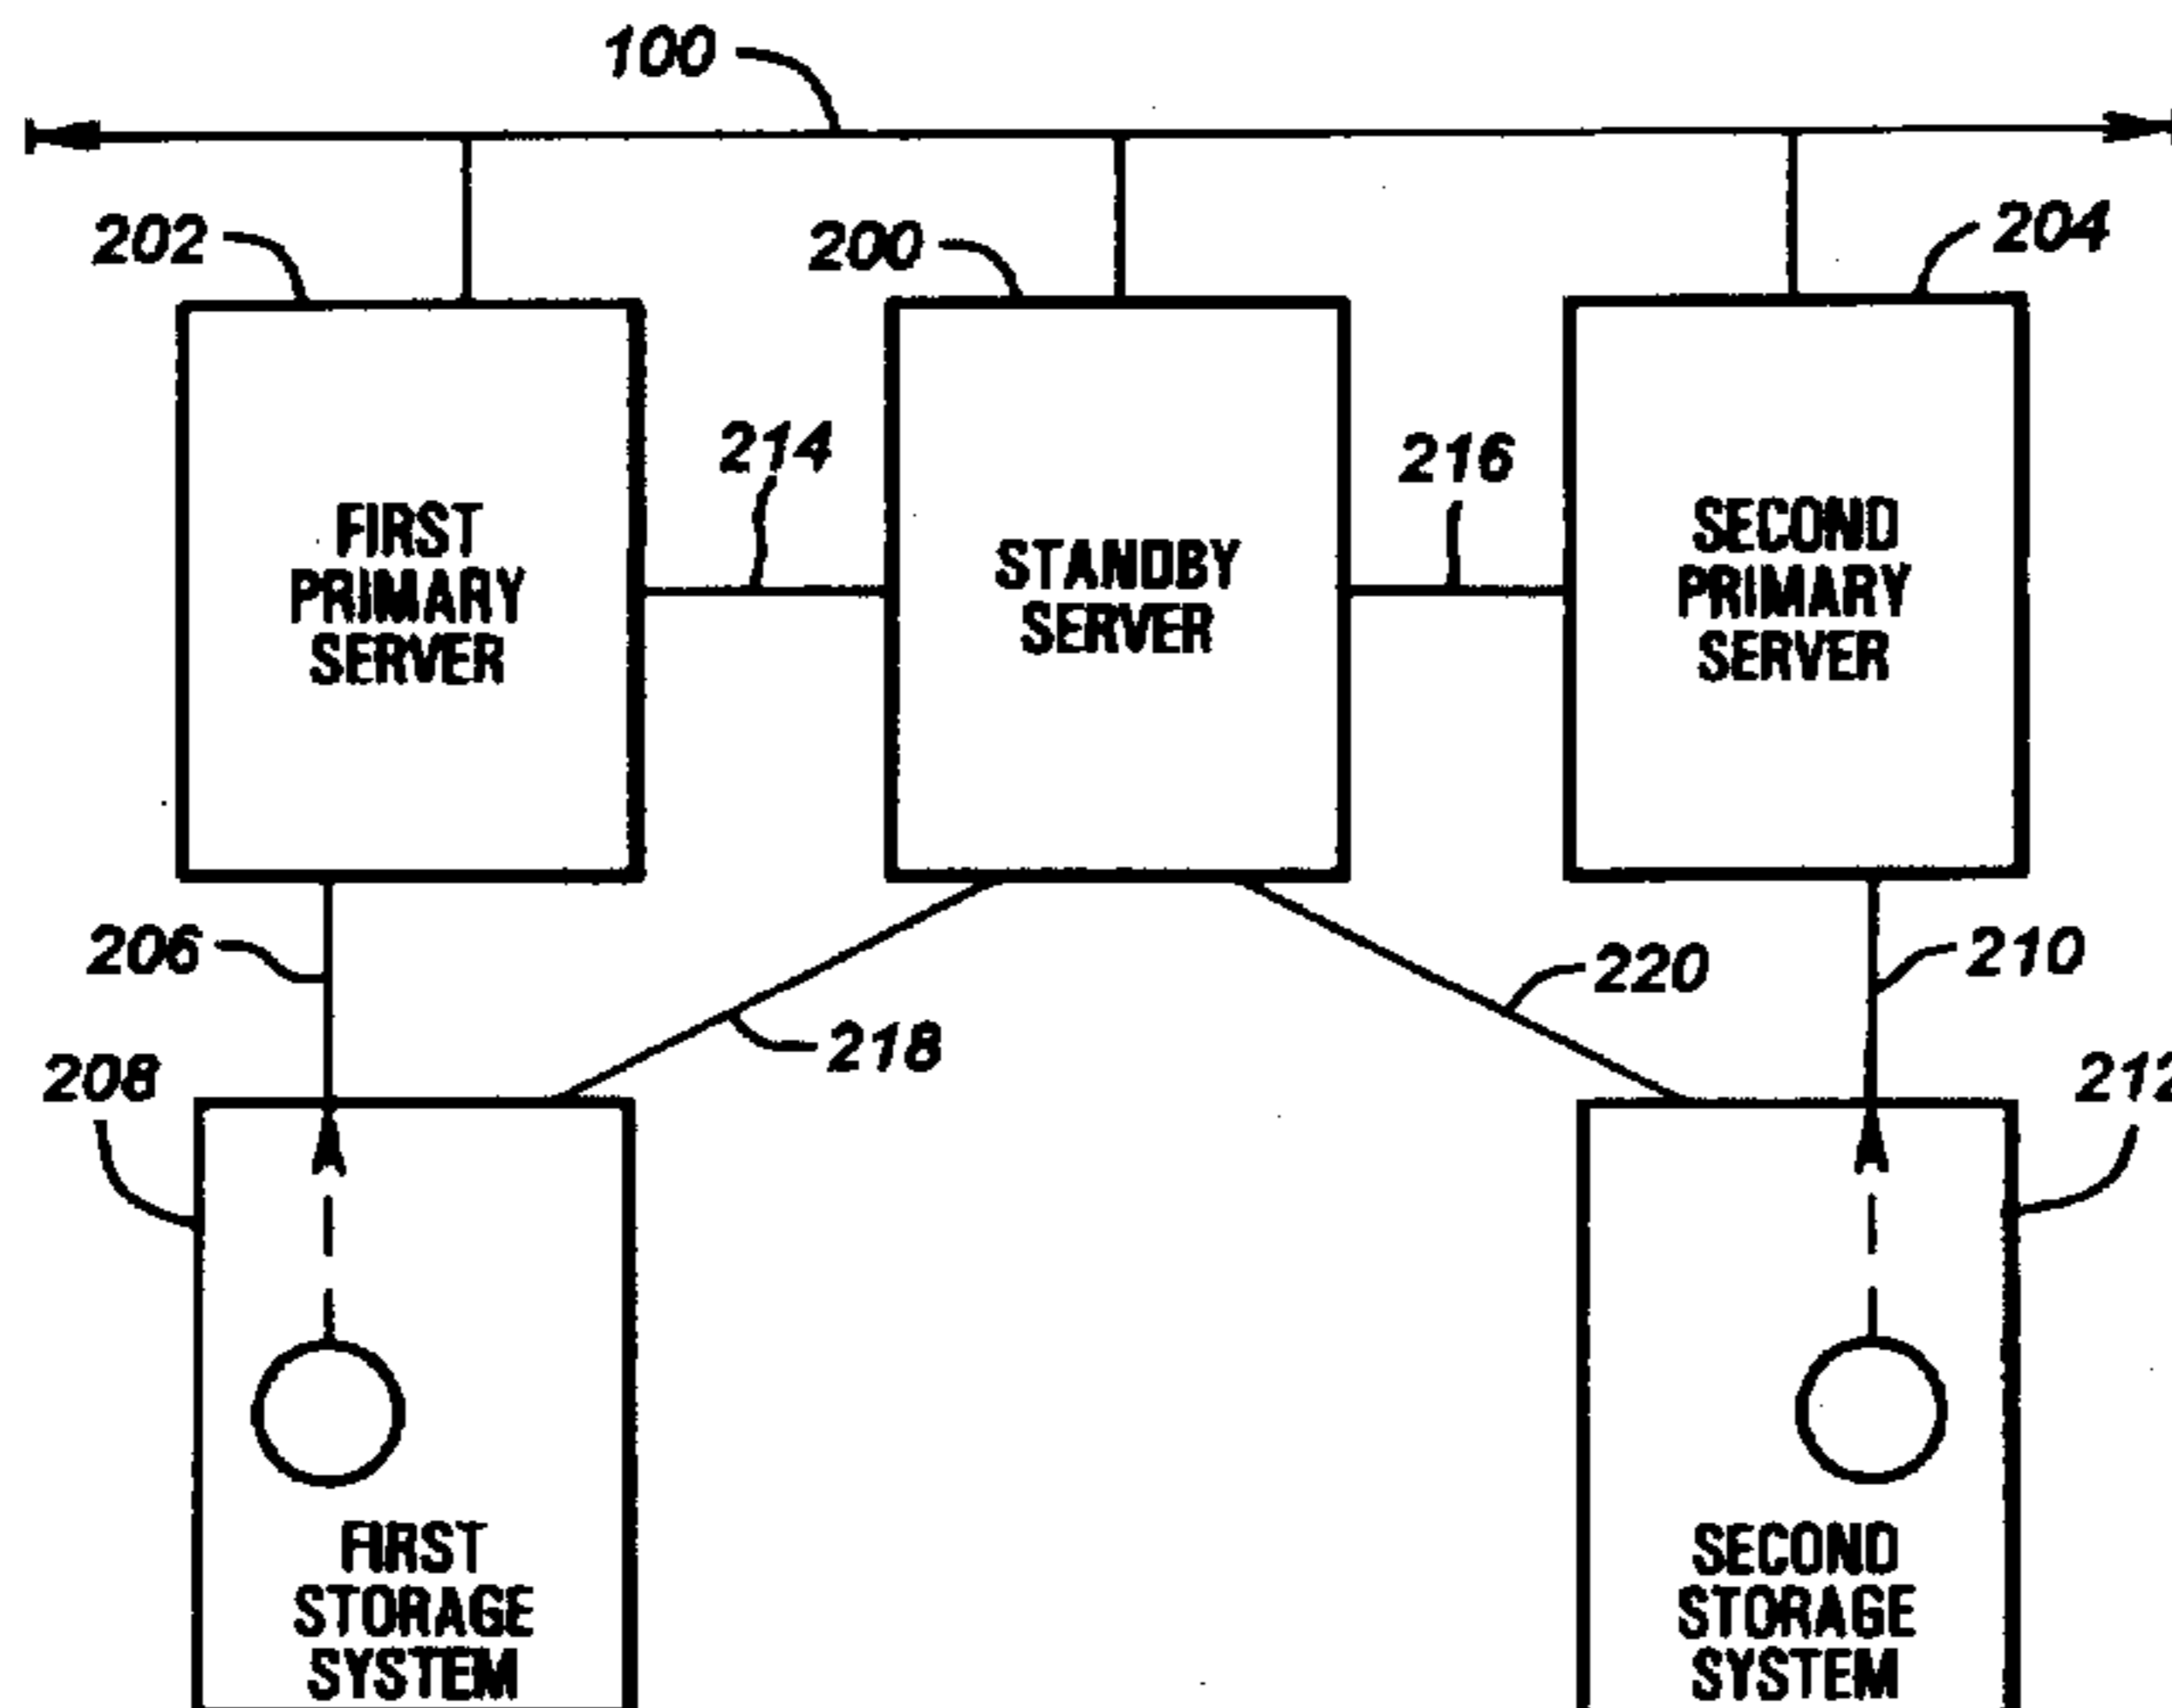 100
202
200
204
214
216
FIRST
PRIMARY
SERVER
STANDBY
SERVER
SECOND
PRIMARY
SERVER
206
218
220
210
208
212
FIRST
STORAGE
SYSTEM
SECOND
STORAGE
SYSTEM